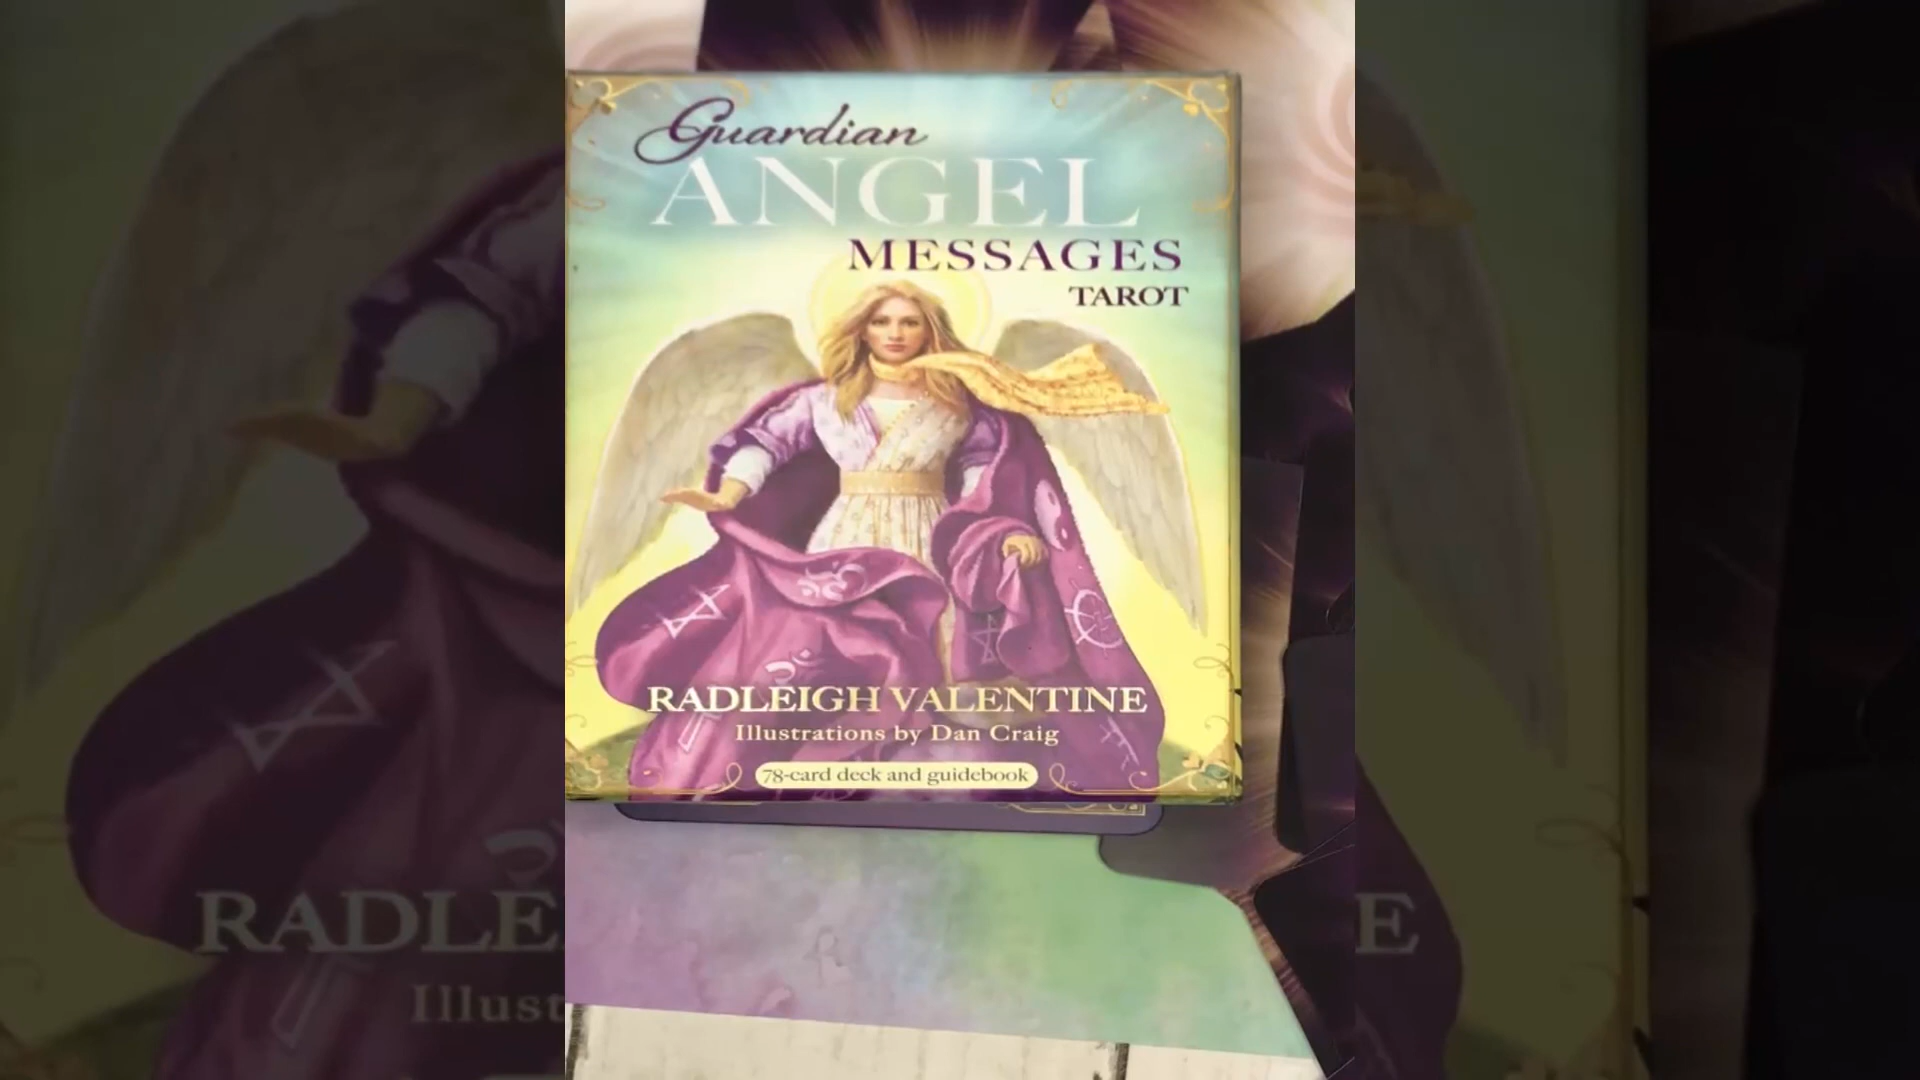 Guardian
ANGEL
MESSAGES
TAROT
RADLEIGH VALENTINE
Illustrations by Dan Craig
78-card deck and guidebook
RADLE
E
Illust